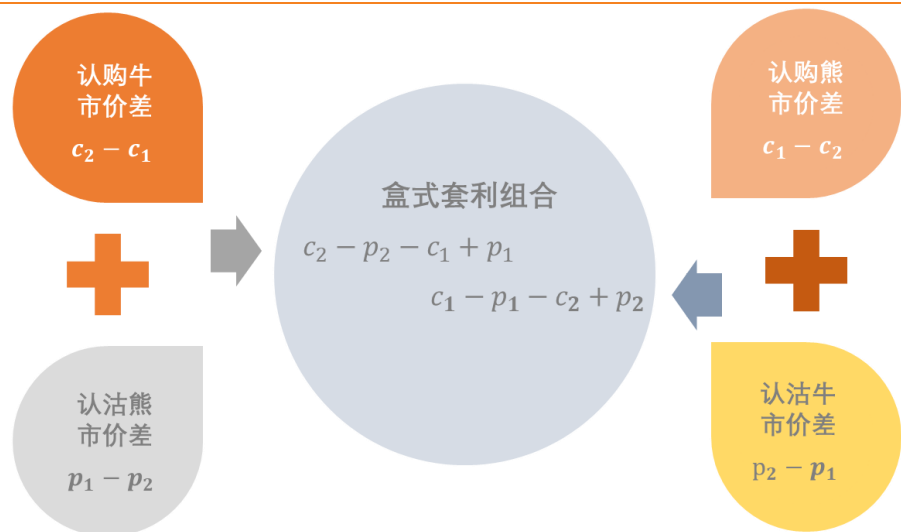 认购牛
市价差
c₂ − c₁
认沽熊
市价差
p₁ − p₂
盒式套利组合
c₂ − p₂ − c₁ + p₁
c₁ − p₁ − c₂ + p₂
认购熊
市价差
c₁ − c₂
认沽牛
市价差
p₂ − p₁